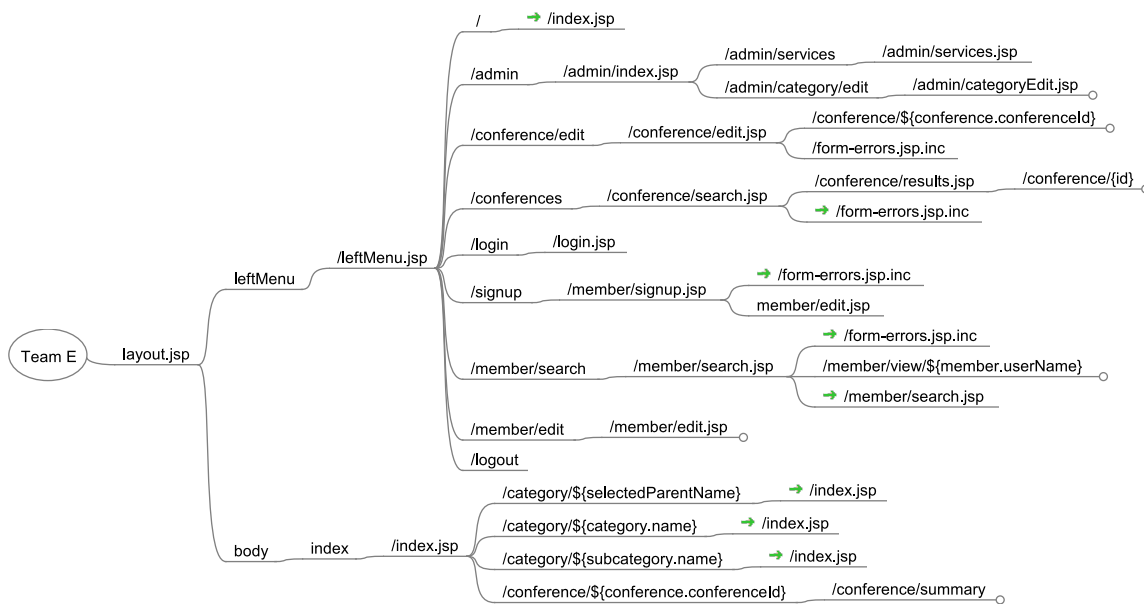 Team E
layout.jsp
leftMenu
/leftMenu.jsp
/
/index.jsp
/admin
/admin/index.jsp
/admin/services
/admin/services.jsp
/admin/category/edit
/admin/categoryEdit.jsp
/conference/edit
/conference/edit.jsp
/conference/${conference.conferenceId}
/form-errors.jsp.inc
/conferences
/conference/search.jsp
/conference/results.jsp
/conference/{id}
/form-errors.jsp.inc
/login
/login.jsp
/signup
/member/signup.jsp
/form-errors.jsp.inc
member/edit.jsp
/member/search
/member/search.jsp
/form-errors.jsp.inc
/member/view/${member.userName}
/member/search.jsp
/member/edit
/member/edit.jsp
/logout
body
index
/index.jsp
/category/${selectedParentName}
/index.jsp
/category/${category.name}
/index.jsp
/category/${subcategory.name}
/index.jsp
/conference/${conference.conferenceId}
/conference/summary